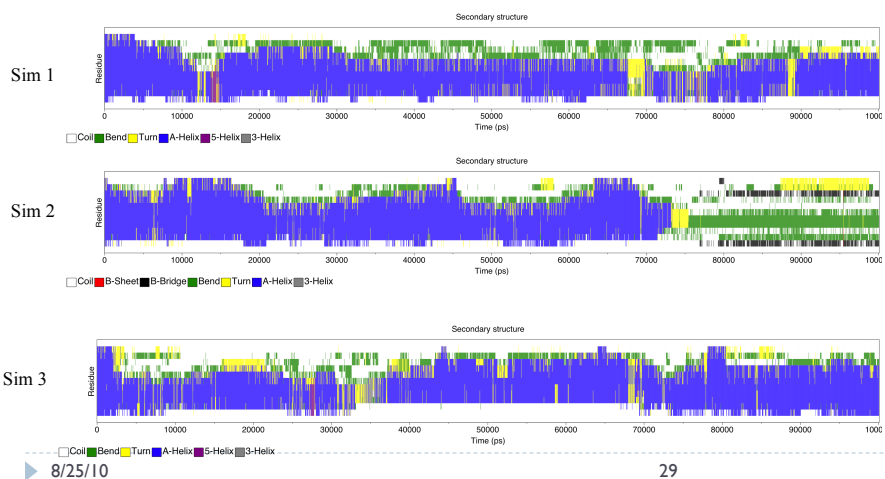 Secondary structure
Sim 1
Residue
0 10000 20000 30000 40000 50000 60000 70000 80000 90000 1000
Time (ps)
Coil Bend Turn A-Helix 5-Helix 3-Helix
Secondary structure
Sim 2
Residue
0 10000 20000 30000 40000 50000 60000 70000 80000 90000 1000
Time (ps)
Coil B-Sheet B-Bridge Bend Turn A-Helix 3-Helix
Secondary structure
Sim 3
Residue
0 10000 20000 30000 40000 50000 60000 70000 80000 90000 1000
Time (ps)
Coil Bend Turn A-Helix 5-Helix 3-Helix
8/25/10 29